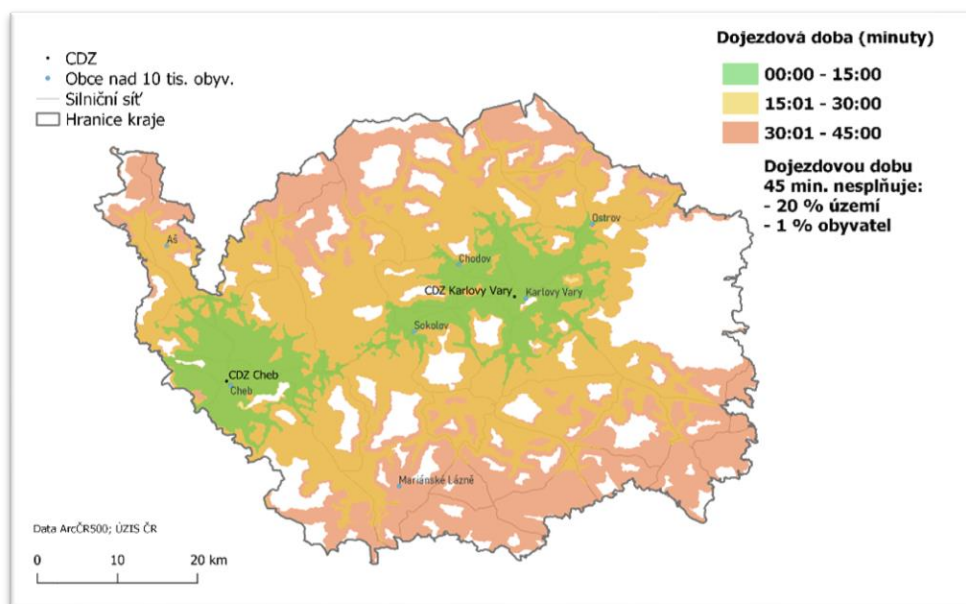 CDZ
Obce nad 10 tis. obyv.
Silniční síť
Hranice kraje
Dojezdová doba (minuty)
00:00 - 15:00
15:01 - 30:00
30:01 - 45:00
Dojezdovou dobu
45 min. nesplňuje:
- 20 % území
- 1 % obyvatel
Aš
Ostrov
Chodov
CDZ Karlovy Vary
Karlovy Vary
Sokolov
CDZ Cheb
Cheb
Mariánské Lázně
Data ArcČR500; ÚZIS ČR
0 10 20 km